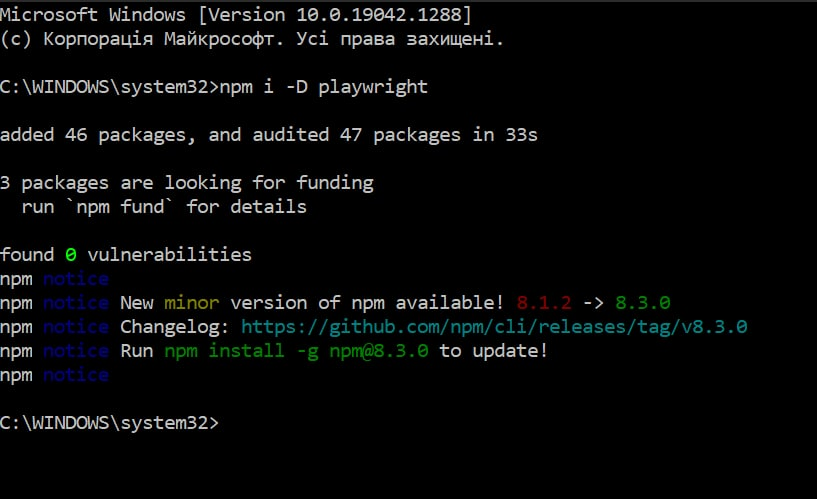 Microsoft Windows [Version 10.0.19042.1288]
(c) Корпорація Майкрософт. Усі права захищені.
C:\WINDOWS\system32>npm i -D playwright
added 46 packages, and audited 47 packages in 33s
3 packages are looking for funding
  run `npm fund` for details
found 0 vulnerabilities
npm notice
npm notice New minor version of npm available! 8.1.2 -> 8.3.0
npm notice Changelog: https://github.com/npm/cli/releases/tag/v8.3.0
npm notice Run npm install -g npm@8.3.0 to update!
npm notice
C:\WINDOWS\system32>